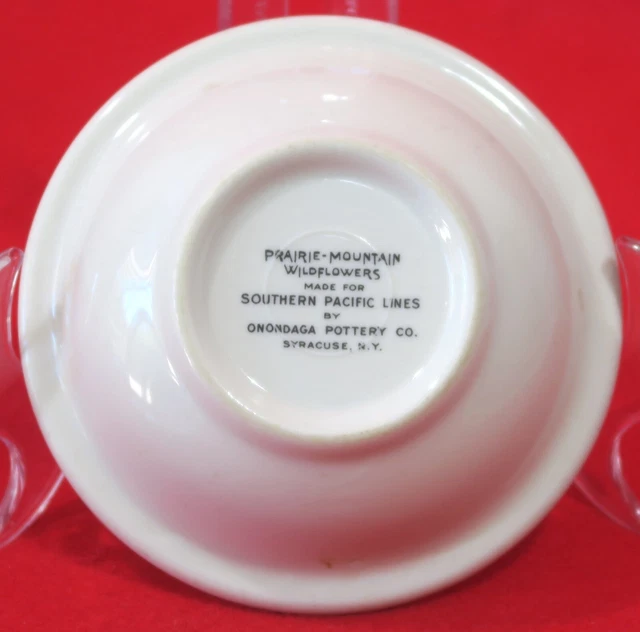 PRAIRIE-MOUNTAIN
WILDFLOWERS
MADE FOR
SOUTHERN PACIFIC LINES
BY
ONONDAGA POTTERY CO.
SYRACUSE, N.Y.